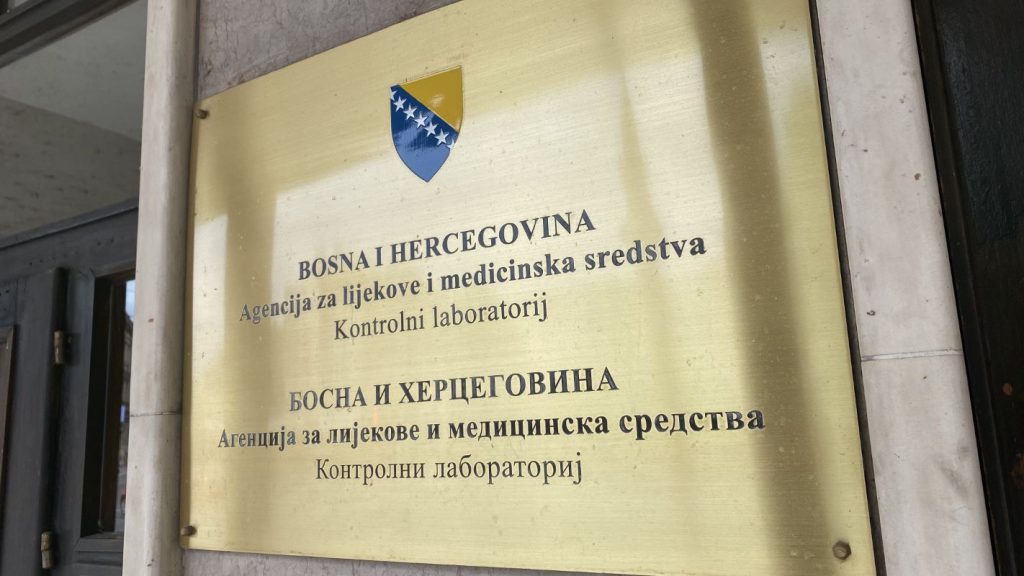 BOSNA I HERCEGOVINA
Agencija za lijekove i medicinska sredstva
Kontrolni laboratorij
БОСНА И ХЕРЦЕГОВИНА
Агенција за лијекове и медицинска средства
Контролни лабораториј